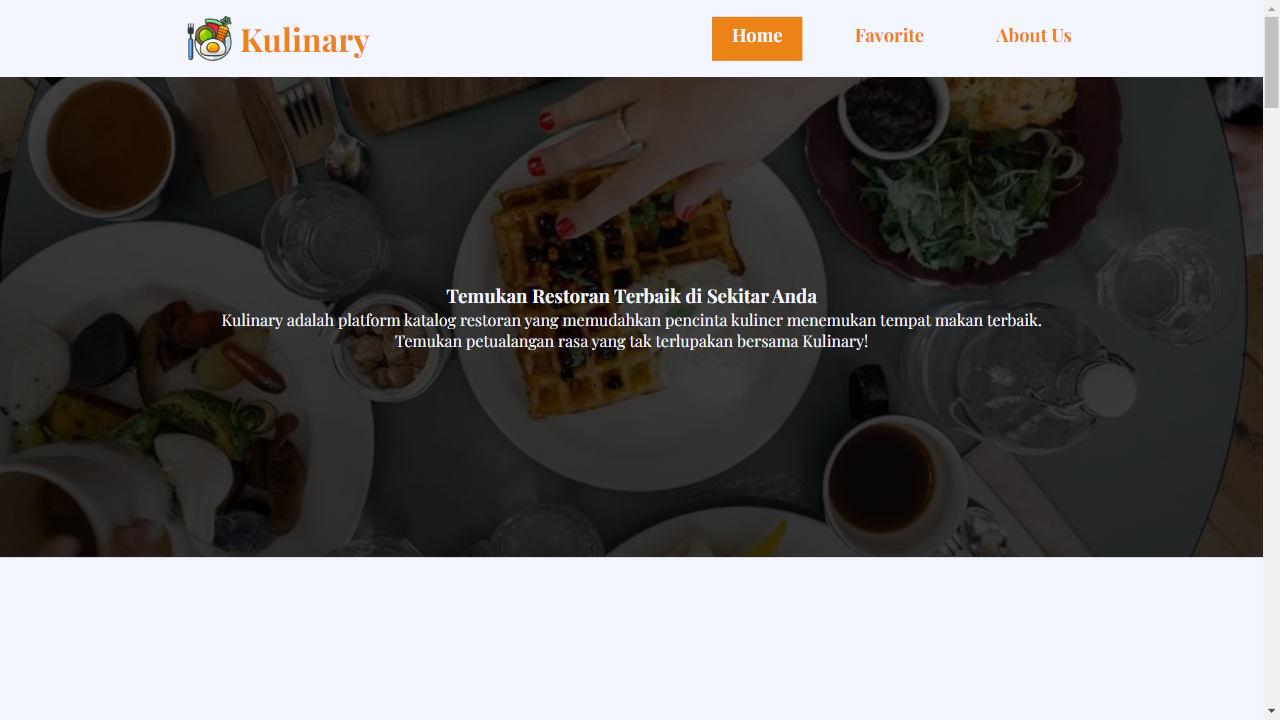 Kulinary
Home
Favorite
About Us
Temukan Restoran Terbaik di Sekitar Anda
Kulinary adalah platform katalog restoran yang memudahkan pencinta kuliner menemukan tempat makan terbaik.
Temukan petualangan rasa yang tak terlupakan bersama Kulinary!